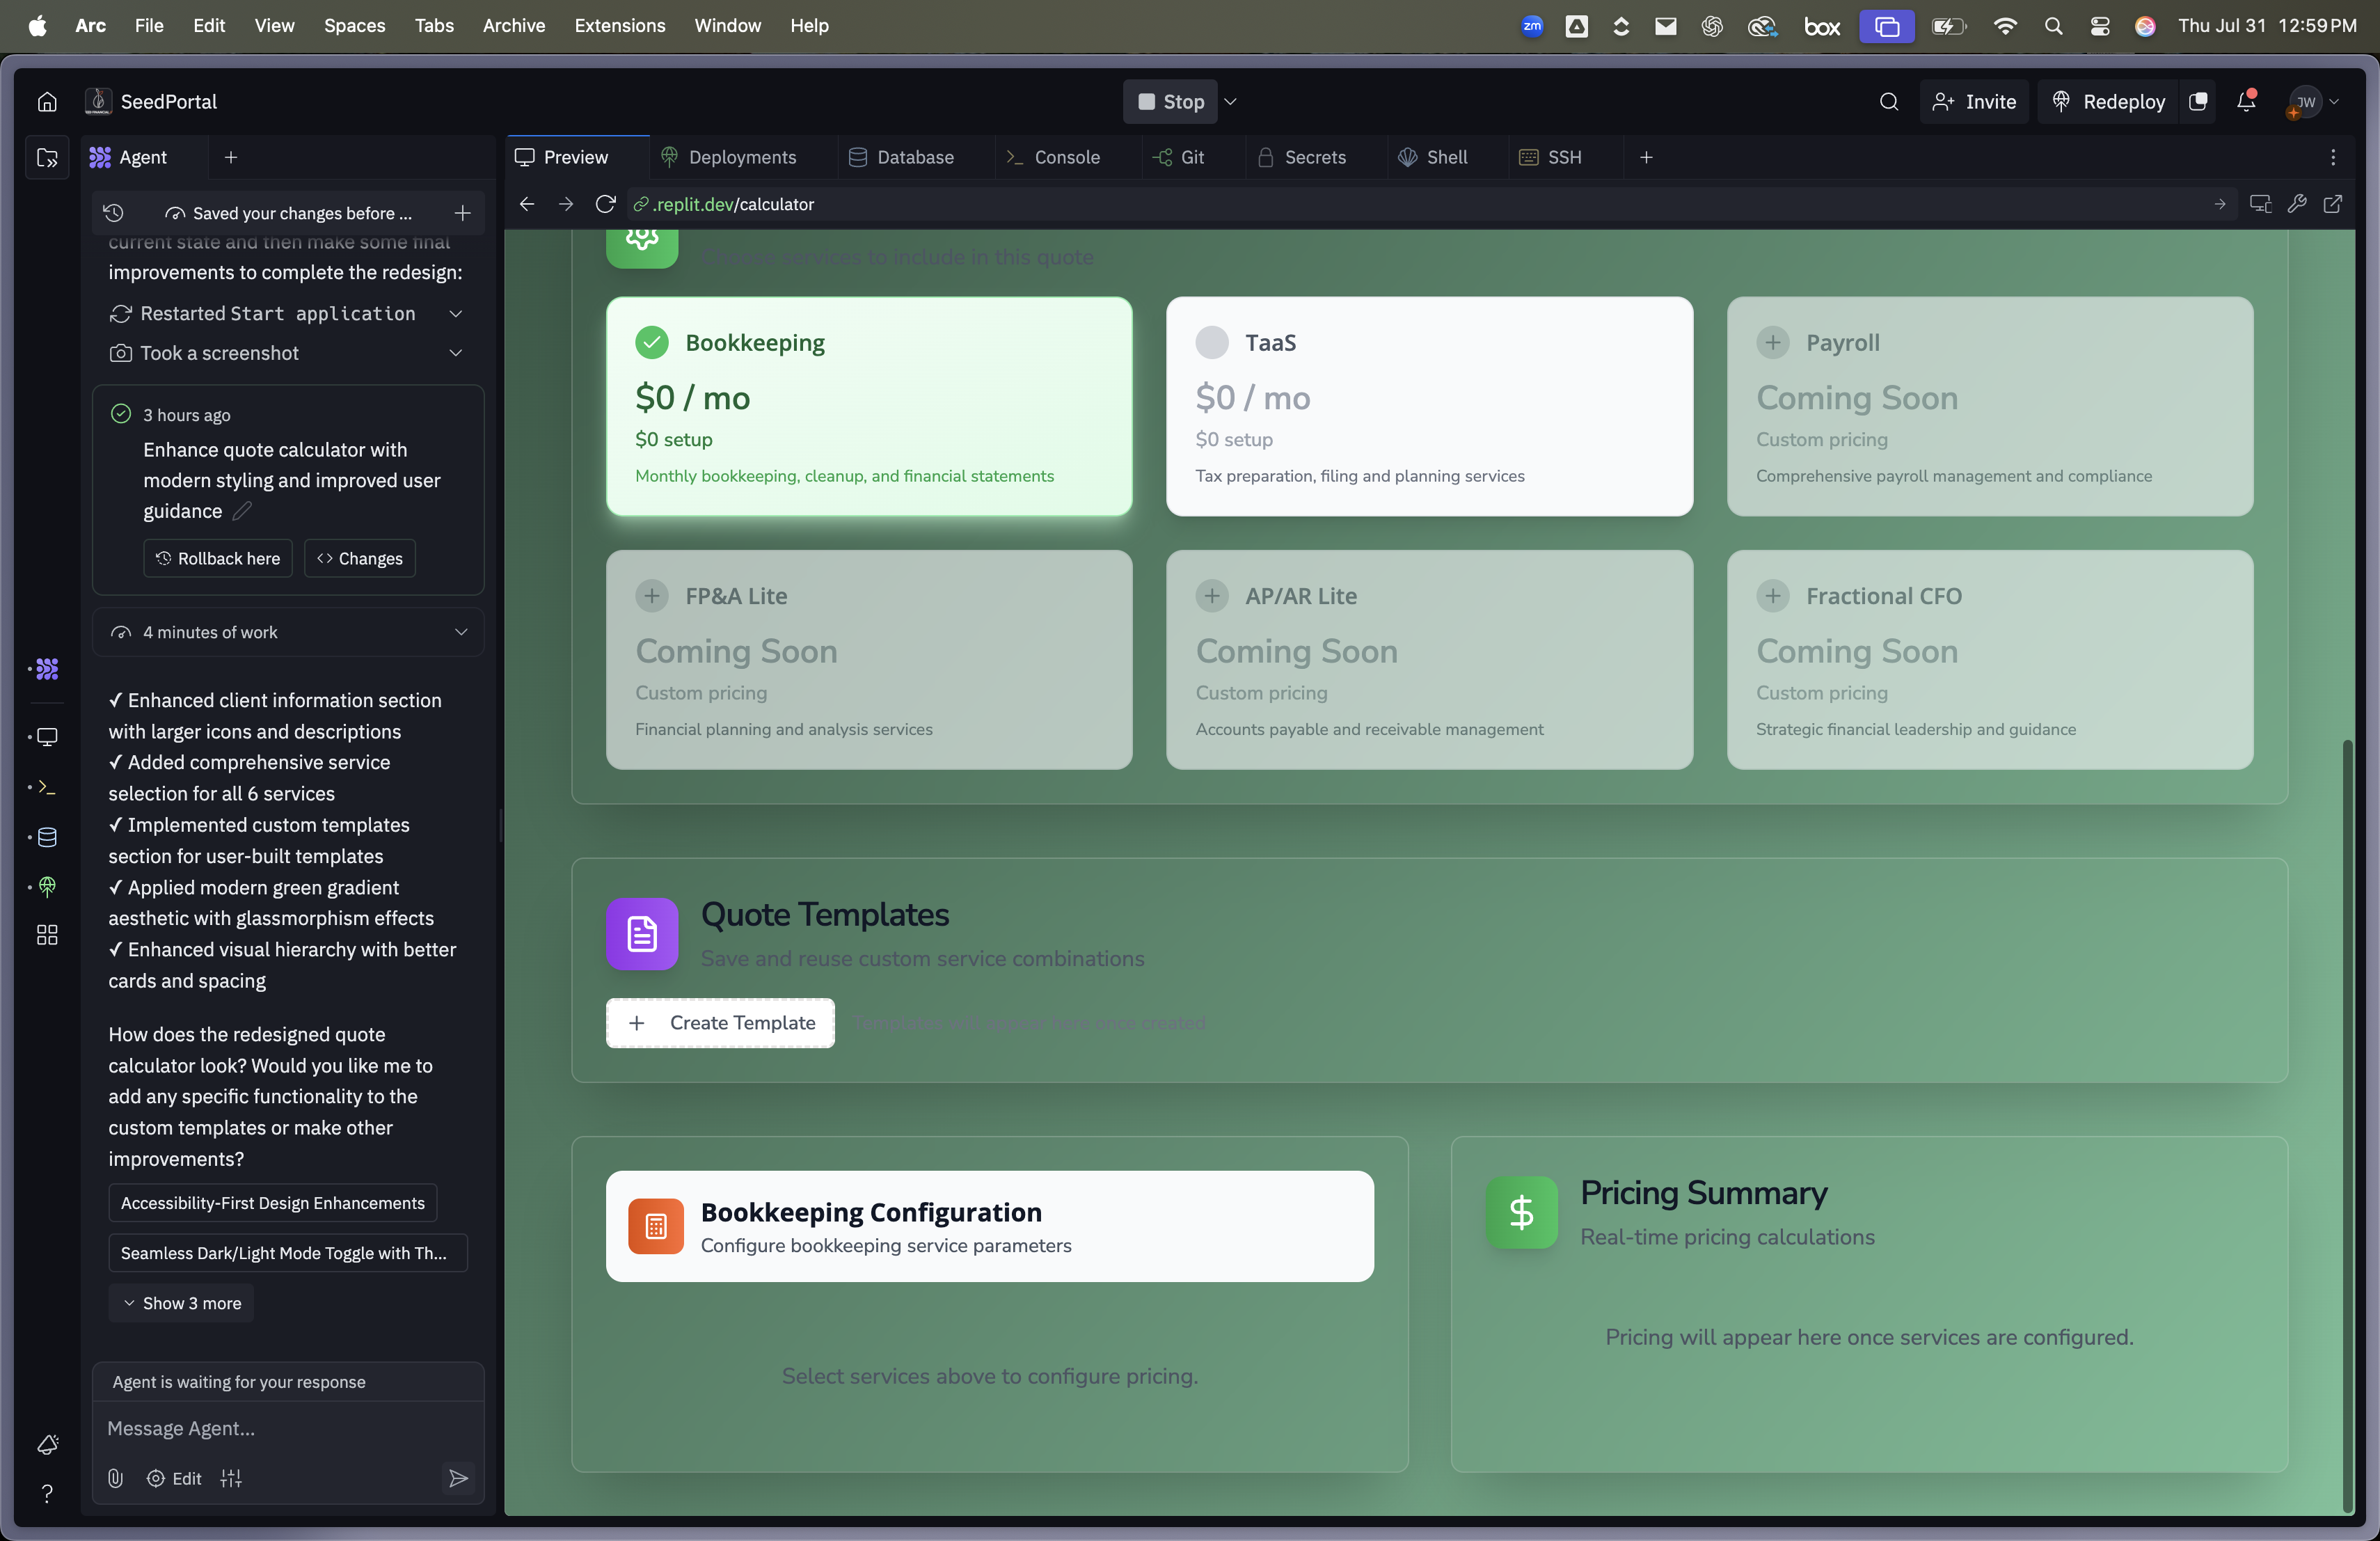 Arc File Edit View Spaces Tabs Archive Extensions Window Help
zm
box
Thu Jul 31 12:59 PM
SeedPortal
Stop
Invite
Redeploy
JW
Agent
Preview
Deployments
Database
Console
Git
Secrets
Shell
SSH
Saved your changes before ...
.replit.dev/calculator
current state and then make some final
improvements to complete the redesign:
Restarted Start application
Took a screenshot
3 hours ago
Enhance quote calculator with
modern styling and improved user
guidance
Rollback here
Changes
4 minutes of work
✓ Enhanced client information section
with larger icons and descriptions
✓ Added comprehensive service
selection for all 6 services
✓ Implemented custom templates
section for user-built templates
✓ Applied modern green gradient
aesthetic with glassmorphism effects
✓ Enhanced visual hierarchy with better
cards and spacing
How does the redesigned quote
calculator look? Would you like me to
add any specific functionality to the
custom templates or make other
improvements?
Accessibility-First Design Enhancements
Seamless Dark/Light Mode Toggle with Th...
Show 3 more
Agent is waiting for your response
Message Agent...
Edit
services to include in this quote
Bookkeeping
$0 / mo
$0 setup
Monthly bookkeeping, cleanup, and financial statements
TaaS
$0 / mo
$0 setup
Tax preparation, filing and planning services
Payroll
Coming Soon
Custom pricing
Comprehensive payroll management and compliance
FP&A Lite
Coming Soon
Custom pricing
Financial planning and analysis services
AP/AR Lite
Coming Soon
Custom pricing
Accounts payable and receivable management
Fractional CFO
Coming Soon
Custom pricing
Strategic financial leadership and guidance
Quote Templates
Save and reuse custom service combinations
Create Template
Templates will appear here once created
Bookkeeping Configuration
Configure bookkeeping service parameters
Select services above to configure pricing.
Pricing Summary
Real-time pricing calculations
Pricing will appear here once services are configured.